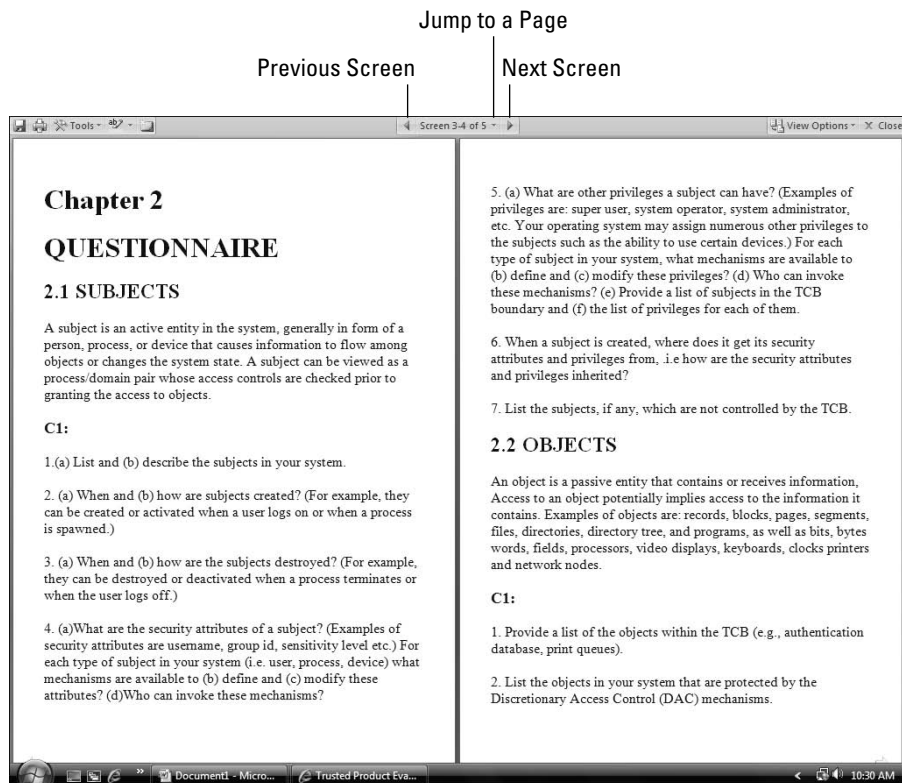 Jump to a Page
Previous Screen
Next Screen
Tools
Screen 3-4 of 5
View Options
Close
Chapter 2
QUESTIONNAIRE
2.1 SUBJECTS
A subject is an active entity in the system, generally in form of a
person, process, or device that causes information to flow among
objects or changes the system state. A subject can be viewed as a
process/domain pair whose access controls are checked prior to
granting the access to objects.
C1:
1.(a) List and (b) describe the subjects in your system.
2. (a) When and (b) how are subjects created? (For example, they
can be created or activated when a user logs on or when a process
is spawned.)
3. (a) When and (b) how are the subjects destroyed? (For example,
they can be destroyed or deactivated when a process terminates or
when the user logs off.)
4. (a)What are the security attributes of a subject? (Examples of
security attributes are username, group id, sensitivity level etc.) For
each type of subject in your system (i.e. user, process, device) what
mechanisms are available to (b) define and (c) modify these
attributes? (d)Who can invoke these mechanisms?
5. (a) What are other privileges a subject can have? (Examples of
privileges are: super user, system operator, system administrator,
etc. Your operating system may assign numerous other privileges to
the subjects such as the ability to use certain devices.) For each
type of subject in your system, what mechanisms are available to
(b) define and (c) modify these privileges? (d) Who can invoke
these mechanisms? (e) Provide a list of subjects in the TCB
boundary and (f) the list of privileges for each of them.
6. When a subject is created, where does it get its security
attributes and privileges from, .i.e how are the security attributes
and privileges inherited?
7. List the subjects, if any, which are not controlled by the TCB.
2.2 OBJECTS
An object is a passive entity that contains or receives information,
Access to an object potentially implies access to the information it
contains. Examples of objects are: records, blocks, pages, segments,
files, directories, directory tree, and programs, as well as bits, bytes
words, fields, processors, video displays, keyboards, clocks printers
and network nodes.
C1:
1. Provide a list of the objects within the TCB (e.g., authentication
database, print queues).
2. List the objects in your system that are protected by the
Discretionary Access Control (DAC) mechanisms.
Document1 - Micro...
Trusted Product Eva...
10:30 AM